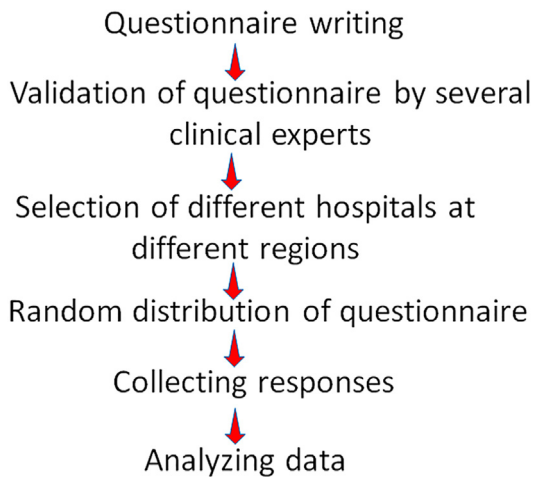 Questionnaire writing
Validation of questionnaire by several
clinical experts
Selection of different hospitals at
different regions
Random distribution of questionnaire
Collecting responses
Analyzing data